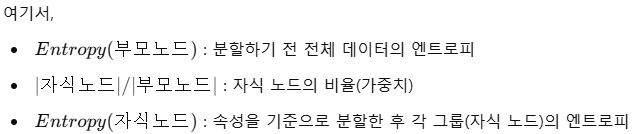 여기서,
• Entropy(부모노드) : 분할하기 전 전체 데이터의 엔트로피
• |자식노드|/|부모노드| : 자식 노드의 비율(가중치)
• Entropy(자식노드) : 속성을 기준으로 분할한 후 각 그룹(자식 노드)의 엔트로피